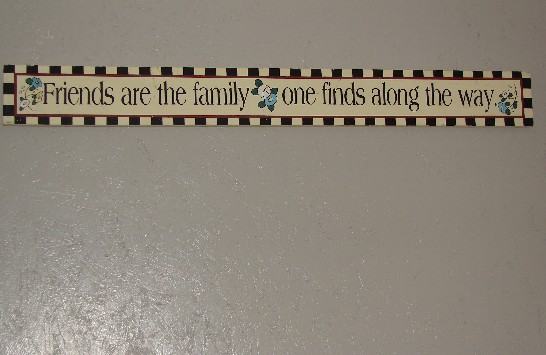 Friends are the family one finds along the way.